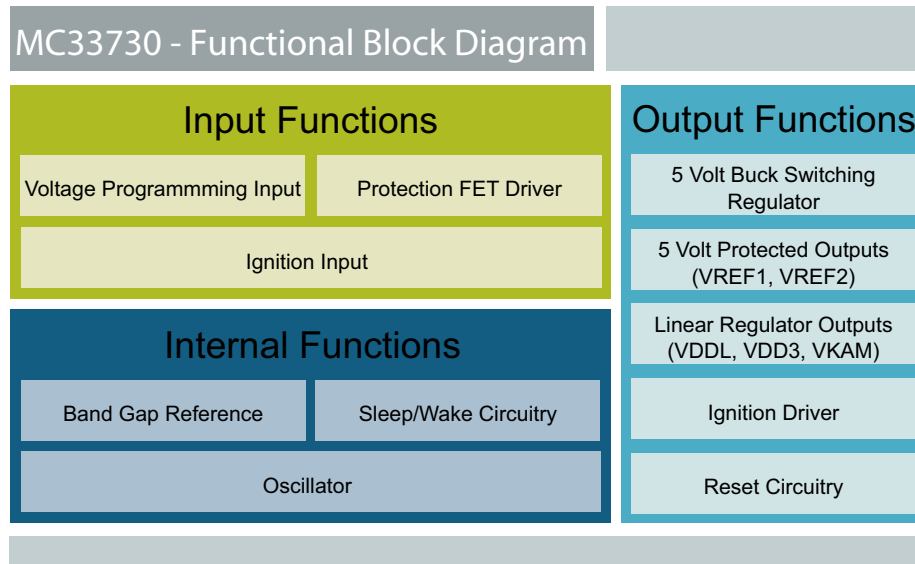 MC33730 - Functional Block Diagram
Input Functions
Voltage Programmming Input
Protection FET Driver
Ignition Input
Internal Functions
Band Gap Reference
Sleep/Wake Circuitry
Oscillator
Output Functions
5 Volt Buck Switching
Regulator
5 Volt Protected Outputs
(VREF1, VREF2)
Linear Regulator Outputs
(VDDL, VDD3, VKAM)
Ignition Driver
Reset Circuitry